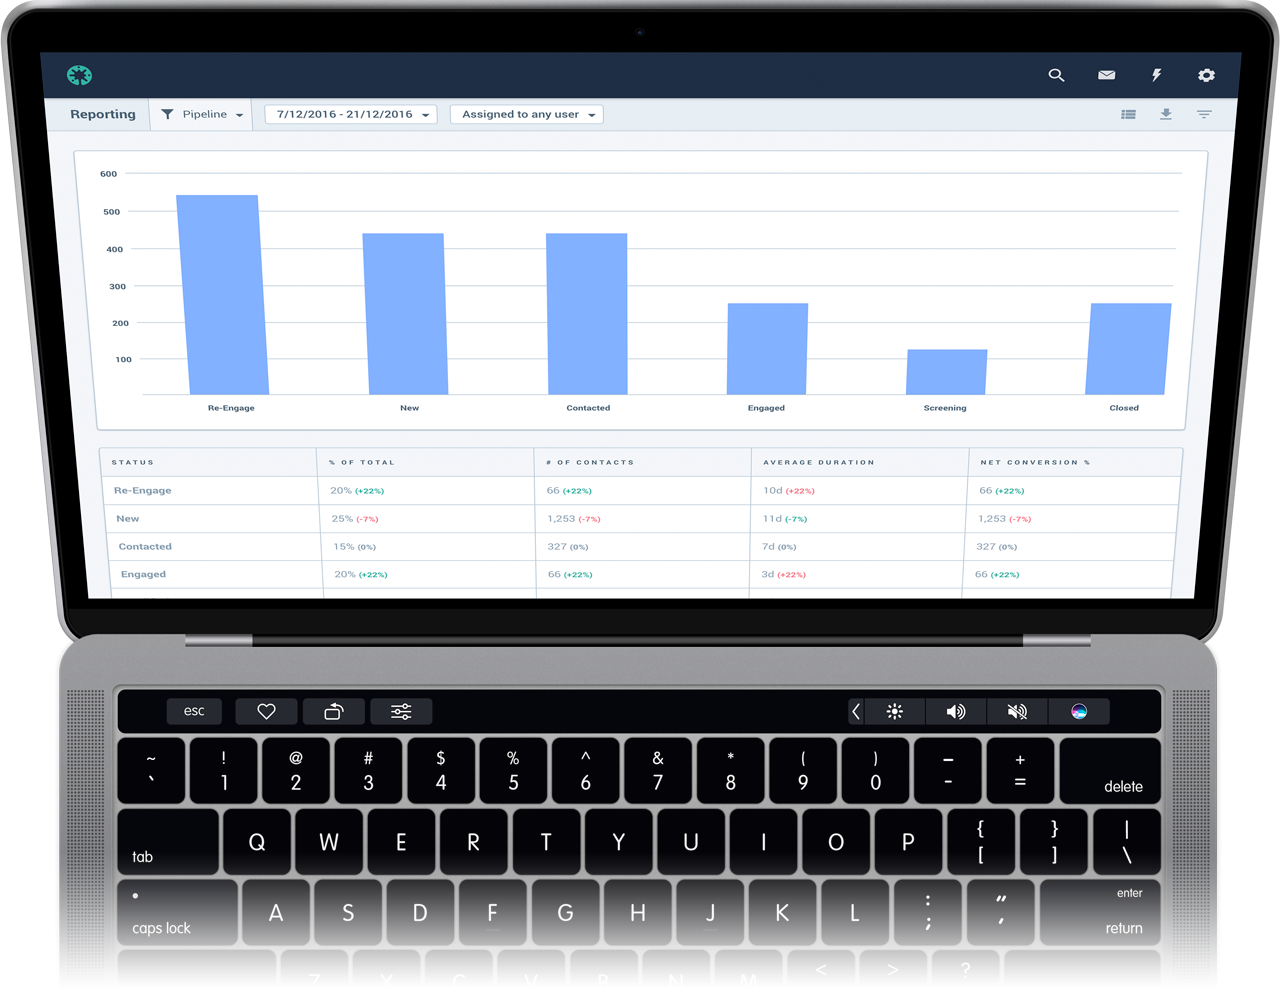 Reporting Pipeline 7/12/2016 - 21/12/2016 Assigned to any user
600
500
400
300
200
100
Re-Engage New Contacted Engaged Screening Closed
STATUS % OF TOTAL # OF CONTACTS AVERAGE DURATION NET CONVERSION %
Re-Engage 20% (+22%) 66 (+22%) 10d (+22%) 66 (+22%)
New 25% (-7%) 1,253 (-7%) 11d (-7%) 1,253 (-7%)
Contacted 15% (0%) 327 (0%) 7d (0%) 327 (0%)
Engaged 20% (+22%) 66 (+22%) 3d (+22%) 66 (+22%)
esc
~ ! @ # $ % ^ & * ( ) – +
` 1 2 3 4 5 6 7 8 9 0 - = delete
tab Q W E R T Y U I O P { [ } ] | \
caps lock A S D F G H J K L : ; " , enter return
< > ?